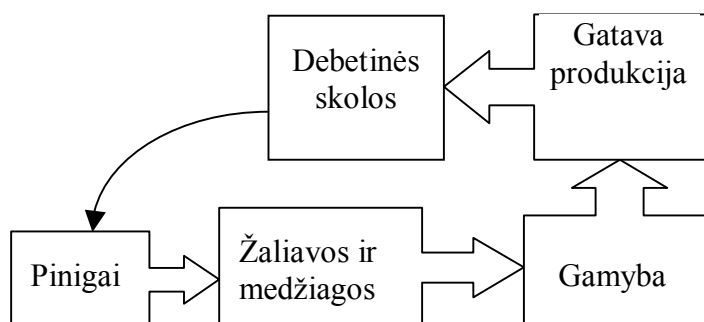 Debetinės
skolos
Gatava
produkcija
Pinigai
Žaliavos ir
medžiagos
Gamyba